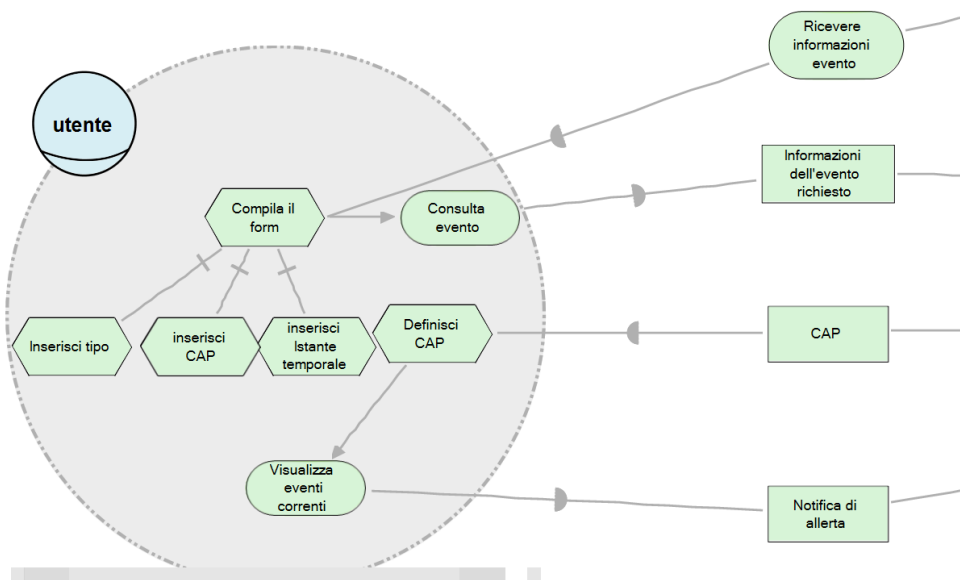 Ricevere
informazioni
evento
utente
Informazioni
dell'evento
richiesto
Compila il
form
Consulta
evento
Inserisci tipo
inserisci
CAP
inserisci
Istante
temporale
Definisci
CAP
CAP
Visualizza
eventi
correnti
Notifica di
allerta